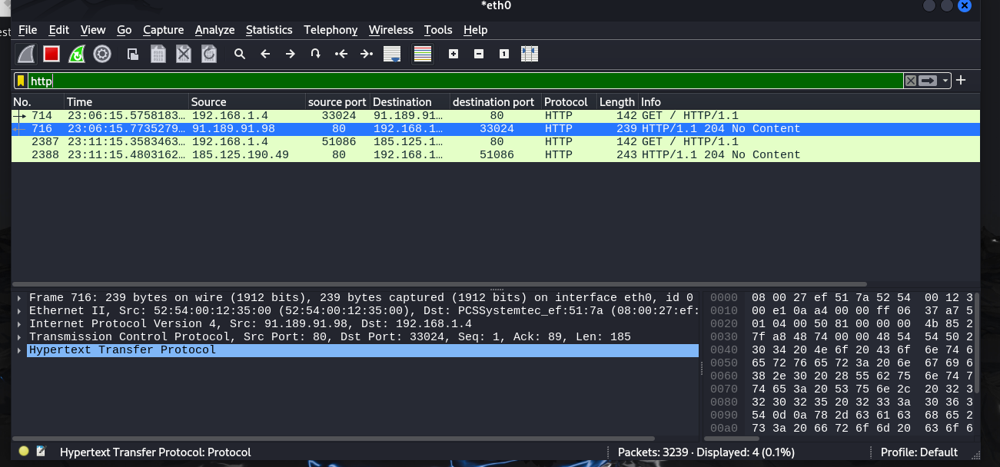 *eth0
est
File Edit View Go Capture Analyze Statistics Telephony Wireless Tools Help
http
No. Time Source source port Destination destination port Protocol Length Info
714 23:06:15.5758183… 192.168.1.4 33024 91.189.91… 80 HTTP 142 GET / HTTP/1.1
716 23:06:15.7735279… 91.189.91.98 80 192.168.1… 33024 HTTP 239 HTTP/1.1 204 No Content
2387 23:11:15.3583463… 192.168.1.4 51086 185.125.1… 80 HTTP 142 GET / HTTP/1.1
2388 23:11:15.4803162… 185.125.190.49 80 192.168.1… 51086 HTTP 243 HTTP/1.1 204 No Content
Frame 716: 239 bytes on wire (1912 bits), 239 bytes captured (1912 bits) on interface eth0, id 0
Ethernet II, Src: 52:54:00:12:35:00 (52:54:00:12:35:00), Dst: PCSSystemtec_ef:51:7a (08:00:27:ef:
Internet Protocol Version 4, Src: 91.189.91.98, Dst: 192.168.1.4
Transmission Control Protocol, Src Port: 80, Dst Port: 33024, Seq: 1, Ack: 89, Len: 185
Hypertext Transfer Protocol
0000 08 00 27 ef 51 7a 52 54 00 12 3
0010 00 e1 0a a4 00 00 ff 06 37 a7 5
0020 01 04 00 50 81 00 00 00 4b 85 2
0030 7f a8 48 74 00 00 48 54 54 50 2
0040 30 34 20 4e 6f 20 43 6f 6e 74 6
0050 65 72 76 65 72 3a 20 6e 67 69 6
0060 38 2e 30 20 28 55 62 75 6e 74 7
0070 74 65 3a 20 53 75 6e 2c 20 32 3
0080 32 30 32 35 20 32 33 3a 30 36 3
0090 54 0d 0a 78 2d 63 61 63 68 65 2
00a0 73 3a 20 66 72 6f 6d 20 63 6f 6
Hypertext Transfer Protocol: Protocol
Packets: 3239 · Displayed: 4 (0.1%)
Profile: Default